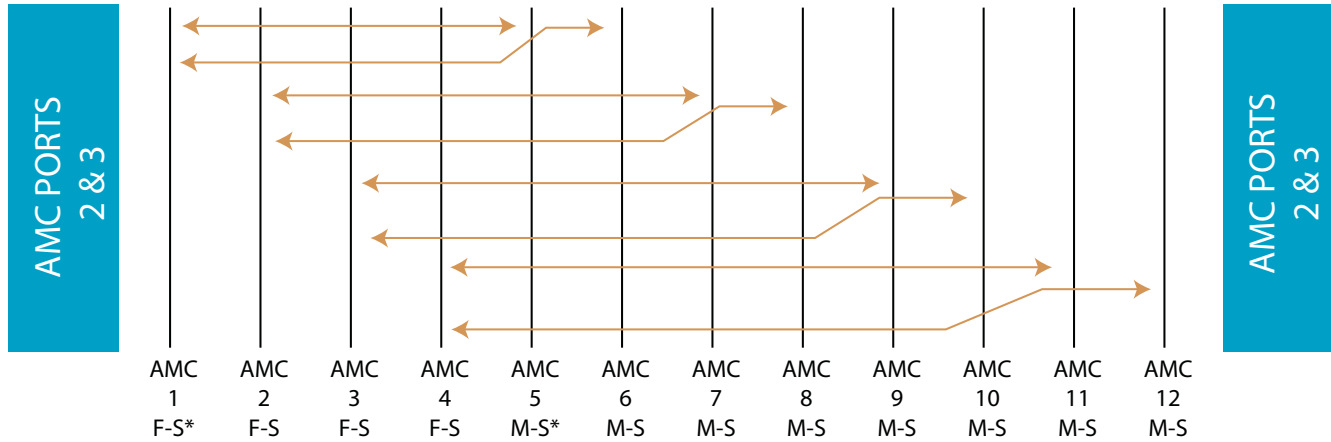 AMC PORTS
2 & 3
AMC PORTS
2 & 3
AMC AMC AMC AMC AMC AMC AMC AMC AMC AMC AMC AMC
1 2 3 4 5 6 7 8 9 10 11 12
F-S* F-S F-S F-S M-S* M-S M-S M-S M-S M-S M-S M-S